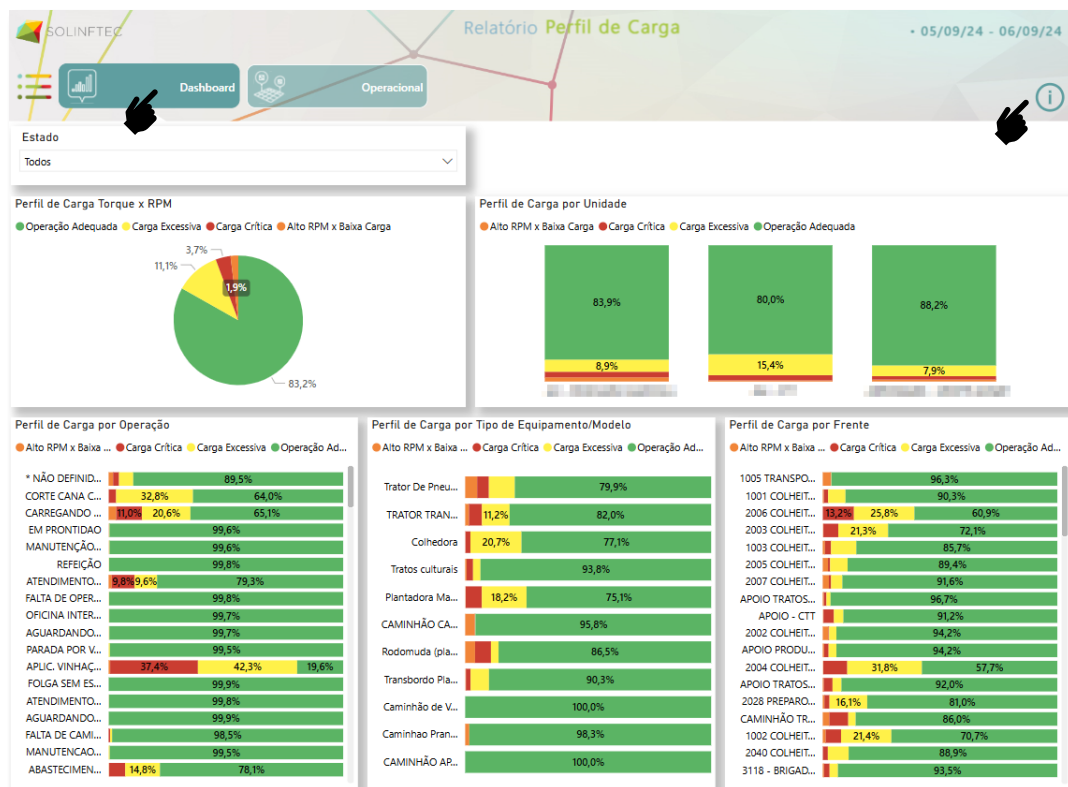 SOLINFTEC
Relatório Perfil de Carga
• 05/09/24 - 06/09/24
Dashboard
Operacional
i
Estado
Todos
Perfil de Carga Torque x RPM
Operação Adequada Carga Excessiva Carga Crítica Alto RPM x Baixa Carga
3,7%
11,1%
1,9%
83,2%
Perfil de Carga por Unidade
Alto RPM x Baixa Carga Carga Crítica Carga Excessiva Operação Adequada
83,9% 80,0% 88,2%
8,9% 15,4% 7,9%
Perfil de Carga por Operação
Alto RPM x Baixa ... Carga Crítica Carga Excessiva Operação Ad...
* NÃO DEFINID... 89,5%
CORTE CANA C... 32,8% 64,0%
CARREGANDO ... 11,0% 20,6% 65,1%
EM PRONTIDAO 99,6%
MANUTENÇÃO... 99,6%
REFEIÇÃO 99,8%
ATENDIMENTO... 9,8% 9,6% 79,3%
FALTA DE OPER... 99,8%
OFICINA INTER... 99,7%
AGUARDANDO... 99,7%
PARADA POR V... 99,5%
APLIC. VINHAÇ... 37,4% 42,3% 19,6%
FOLGA SEM ES... 99,9%
ATENDIMENTO... 99,8%
AGUARDANDO... 99,9%
FALTA DE CAMI... 98,5%
MANUTENCAO... 99,5%
ABASTECIMEN... 14,8% 78,1%
Perfil de Carga por Tipo de Equipamento/Modelo
Alto RPM x Baixa ... Carga Crítica Carga Excessiva Operação Ad...
Trator De Pneu... 79,9%
TRATOR TRAN... 11,2% 82,0%
Colhedora 20,7% 77,1%
Tratos culturais 93,8%
Plantadora Ma... 18,2% 75,1%
CAMINHÃO CA... 95,8%
Rodomuda (pla... 86,5%
Transbordo Pla... 90,3%
Caminhão de V... 100,0%
Caminhao Pran... 98,3%
CAMINHÃO AP... 100,0%
Perfil de Carga por Frente
Alto RPM x Baixa ... Carga Crítica Carga Excessiva Operação Ad...
1005 TRANSPO... 96,3%
1001 COLHEIT... 90,3%
2006 COLHEIT... 13,2% 25,8% 60,9%
2003 COLHEIT... 21,3% 72,1%
1003 COLHEIT... 85,7%
2005 COLHEIT... 89,4%
2007 COLHEIT... 91,6%
APOIO TRATOS... 96,7%
APOIO - CTT 91,2%
2002 COLHEIT... 94,2%
APOIO PRODU... 94,2%
2004 COLHEIT... 31,8% 57,7%
APOIO TRATOS... 92,0%
2028 PREPARO... 16,1% 81,0%
CAMINHÃO TR... 86,0%
1002 COLHEIT... 21,4% 70,7%
2040 COLHEIT... 88,9%
3118 - BRIGAD... 93,5%